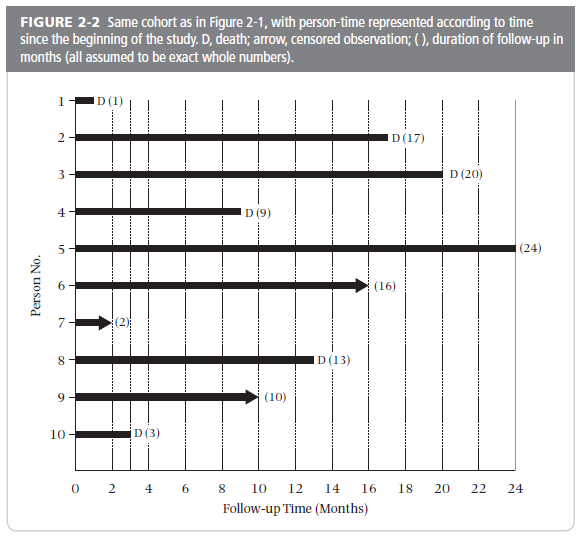 FIGURE 2-2 Same cohort as in Figure 2-1, with person-time represented according to time
since the beginning of the study. D, death; arrow, censored observation; ( ), duration of follow-up in
months (all assumed to be exact whole numbers).
Person No.
1 D (1)
2 D (17)
3 D (20)
4 D (9)
5 (24)
6 (16)
7 (2)
8 D (13)
9 (10)
10 D (3)
0 2 4 6 8 10 12 14 16 18 20 22 24
Follow-up Time (Months)